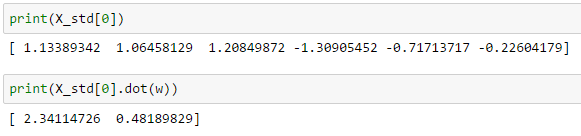 print(X_std[0])
[ 1.13389342  1.06458129  1.20849872 -1.30905452 -0.71713717 -0.22604179]
print(X_std[0].dot(w))
[ 2.34114726  0.48189829]